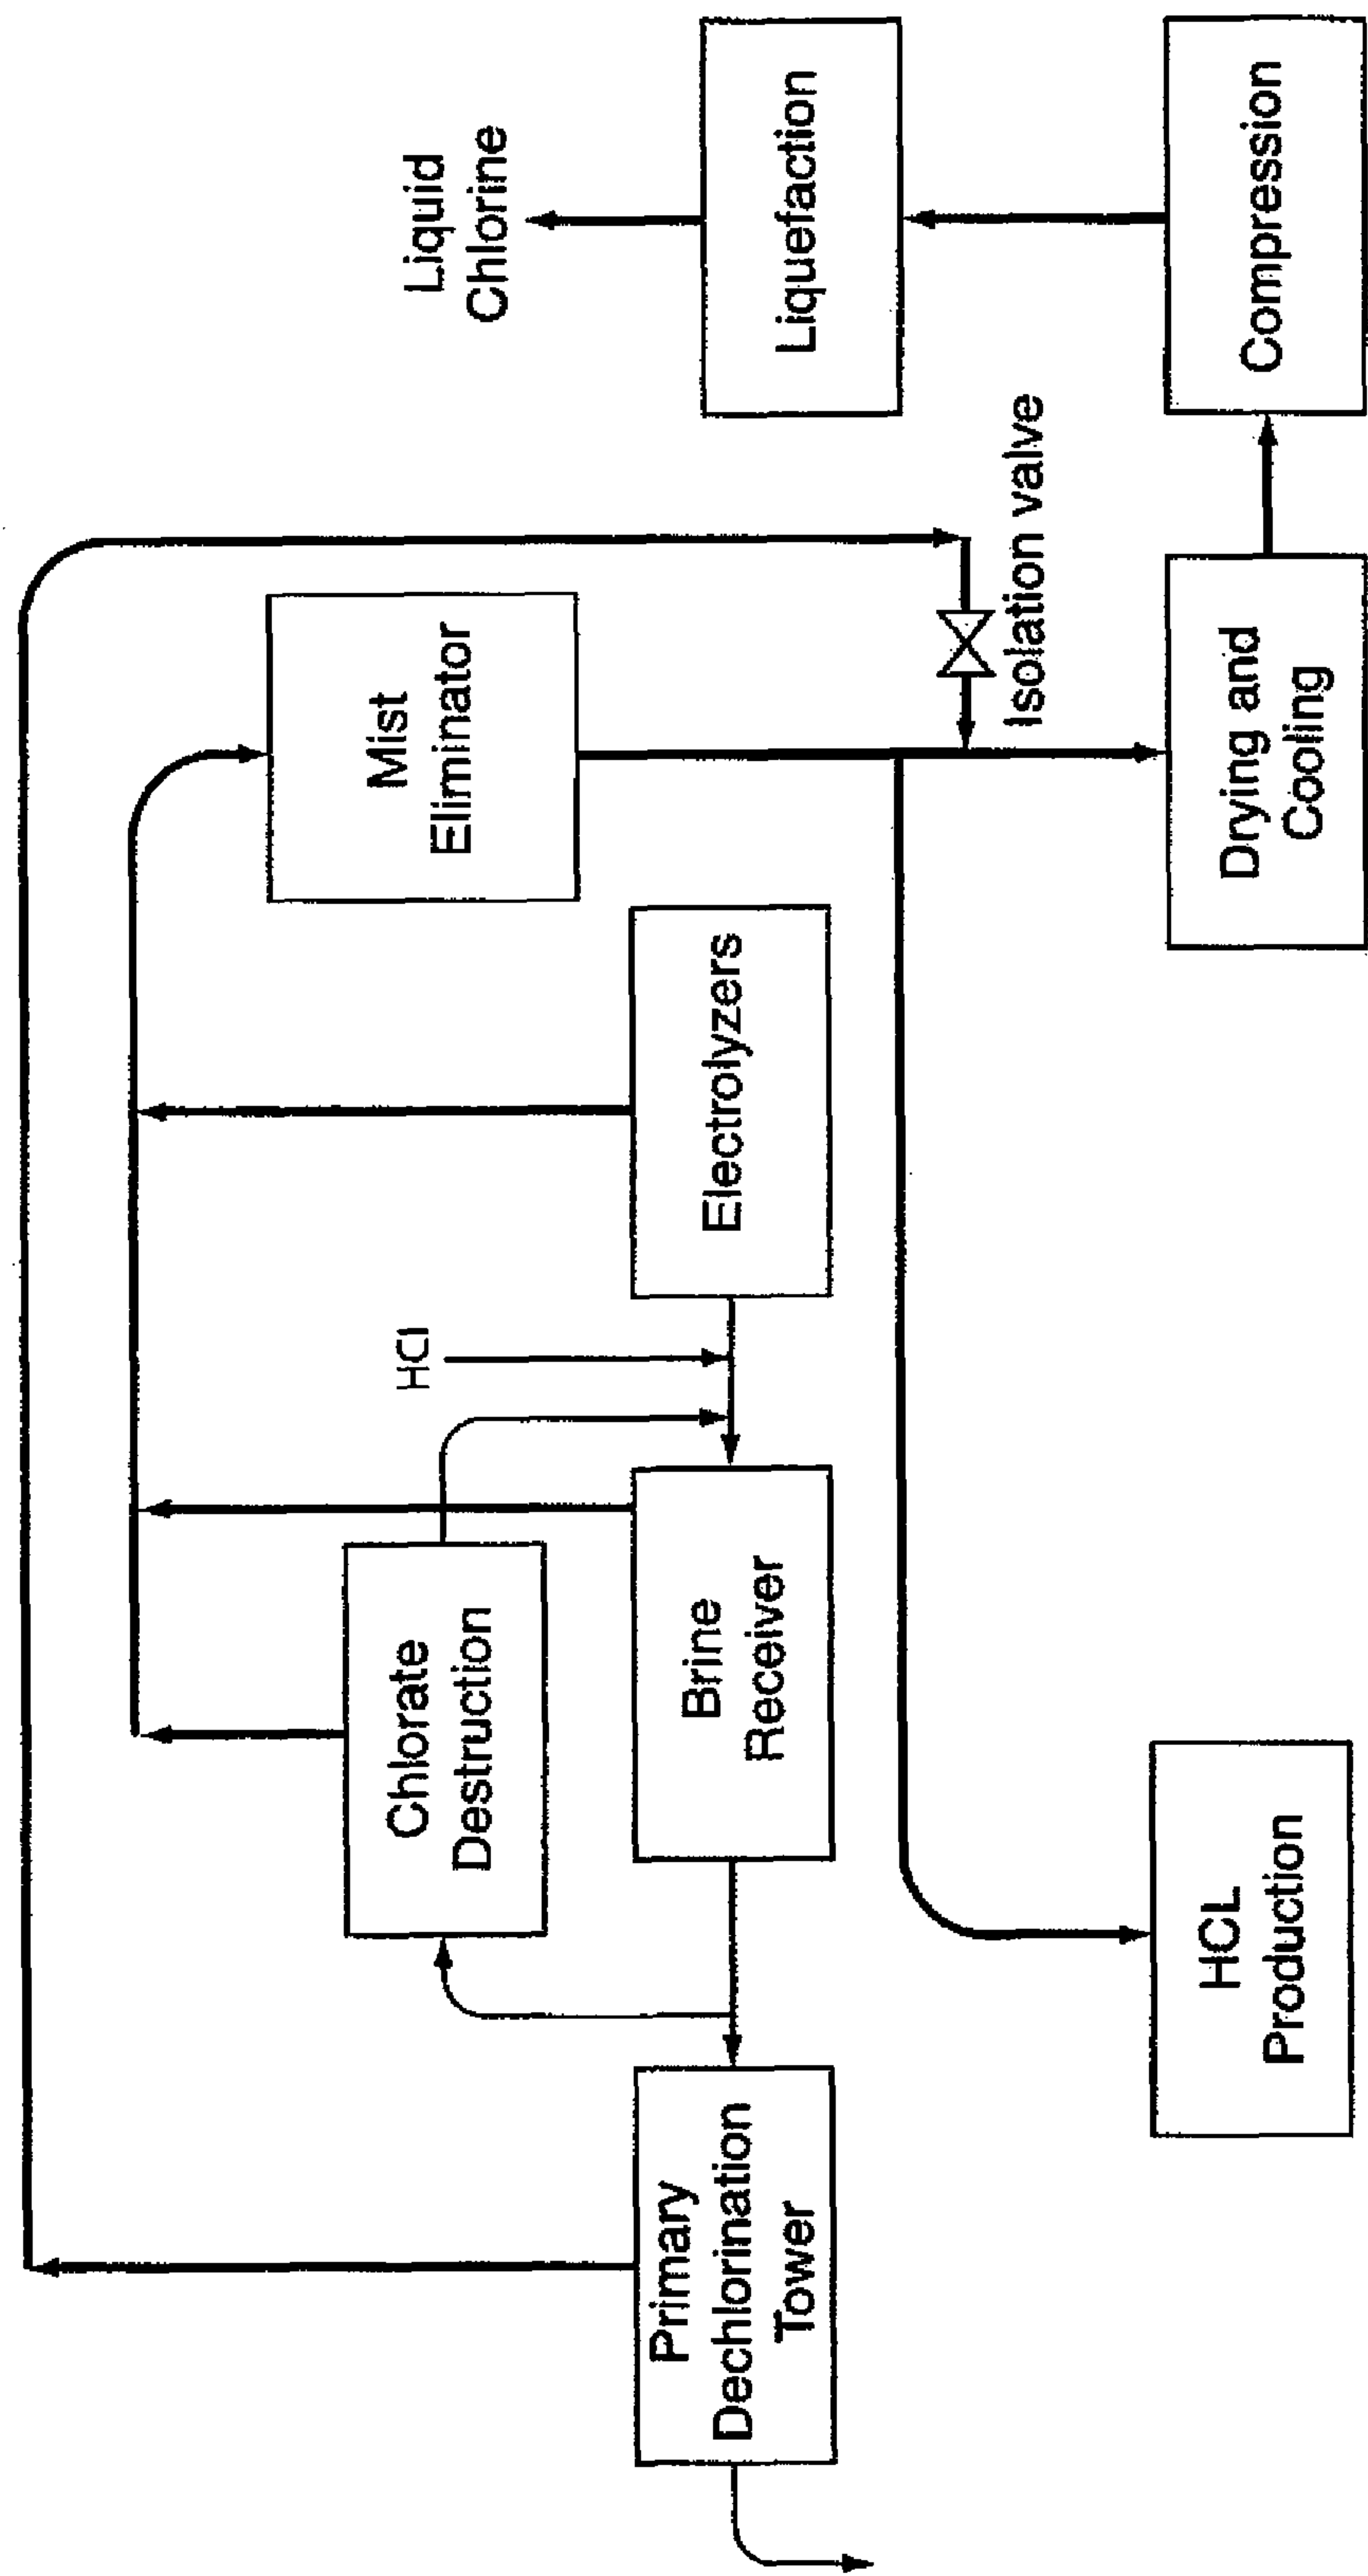 Liquid
Chlorine
Liquefaction
Compression
Isolation valve
Mist
Eliminator
Drying and
Cooling
Electrolyzers
HCl
Chlorate
Destruction
Brine
Receiver
Primary
Dechlorination
Tower
HCL
Production